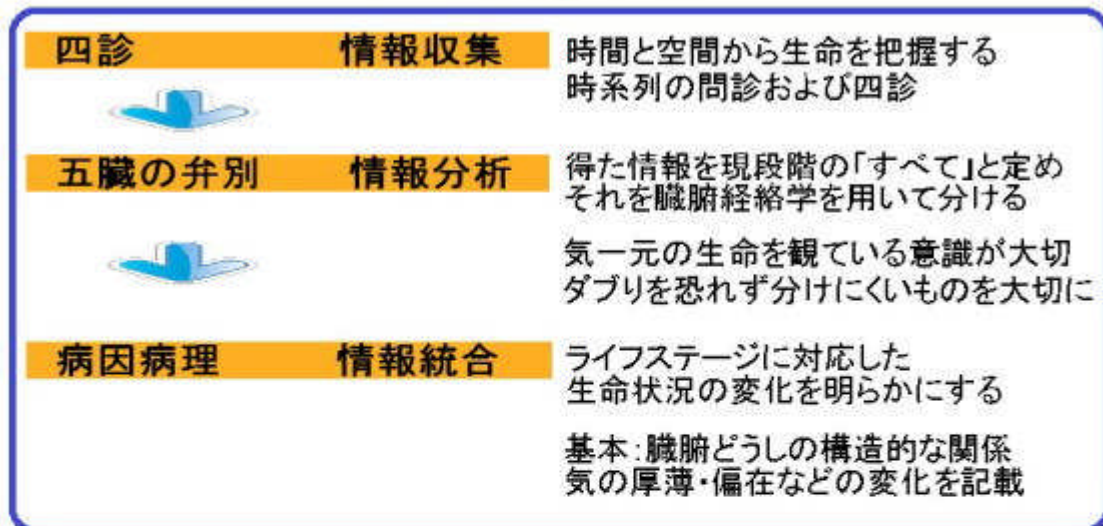 四診 情報収集
時間と空間から生命を把握する
時系列の問診および四診
五臓の弁別 情報分析
得た情報を現段階の「すべて」と定め
それを臓腑経絡学を用いて分ける
気一元の生命を観ている意識が大切
ダブりを恐れず分けにくいものを大切に
病因病理 情報統合
ライフステージに対応した
生命状況の変化を明らかにする
基本:臓腑どうしの構造的な関係
気の厚薄・偏在などの変化を記載